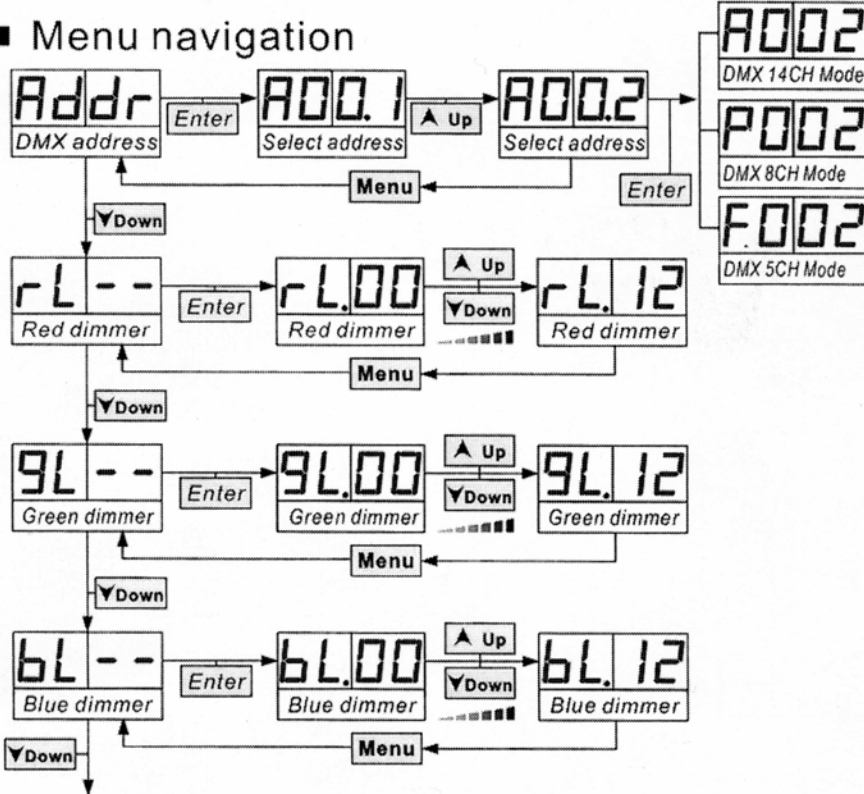 ■ Menu navigation
A002
DMX 14CH Mode
Addr
DMX address
Enter
A00.1
Select address
▲ Up
A00.2
Select address
P002
DMX 8CH Mode
Menu
Enter
▼Down
F.002
DMX 5CH Mode
rL --
Red dimmer
Enter
rL.00
Red dimmer
▲ Up
▼Down
rL. 12
Red dimmer
Menu
▼Down
gL --
Green dimmer
Enter
gL.00
Green dimmer
▲ Up
▼Down
gL. 12
Green dimmer
Menu
▼Down
bL --
Blue dimmer
Enter
bL.00
Blue dimmer
▲ Up
▼Down
bL. 12
Blue dimmer
Menu
▼Down